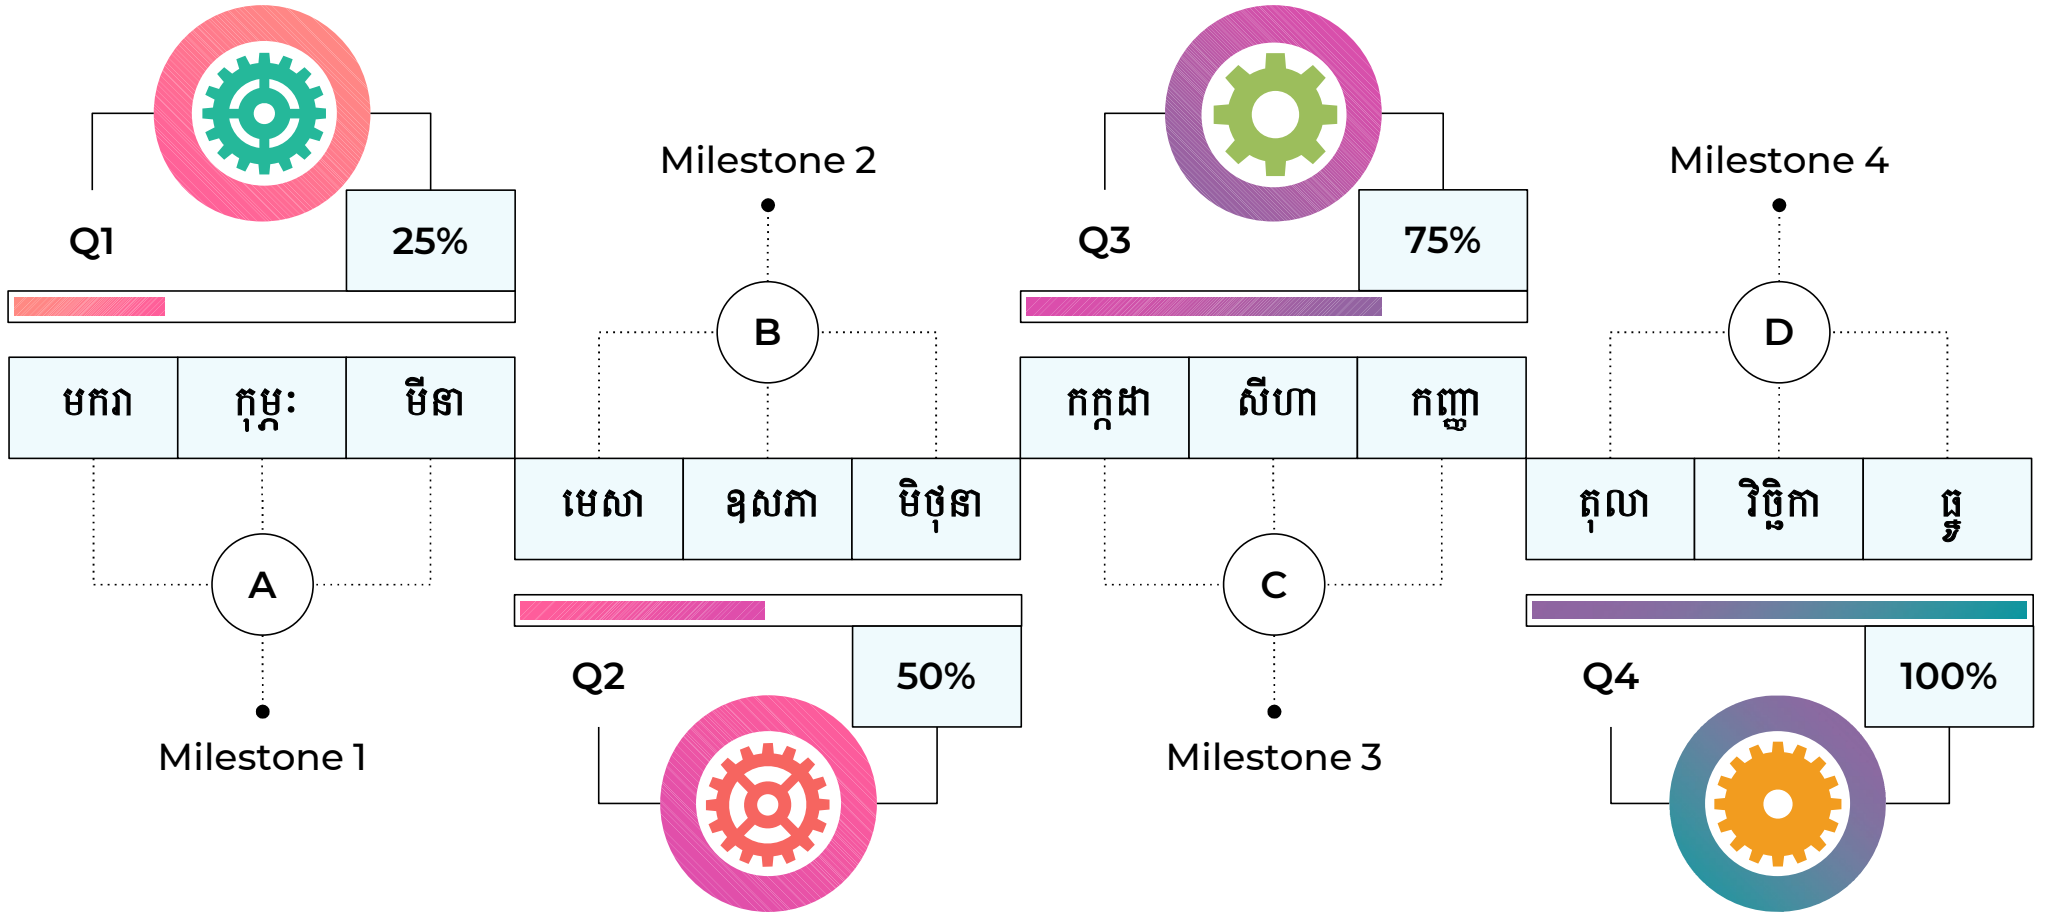 Q1
25%
មករា
កុម្ភៈ
មីនា
A
Milestone 1
Milestone 2
B
មេសា
ឧសភា
មិថុនា
Q2
50%
Q3
75%
កក្កដា
សីហា
កញ្ញា
C
Milestone 3
Milestone 4
D
តុលា
វិច្ឆិកា
ធ្នូ
Q4
100%